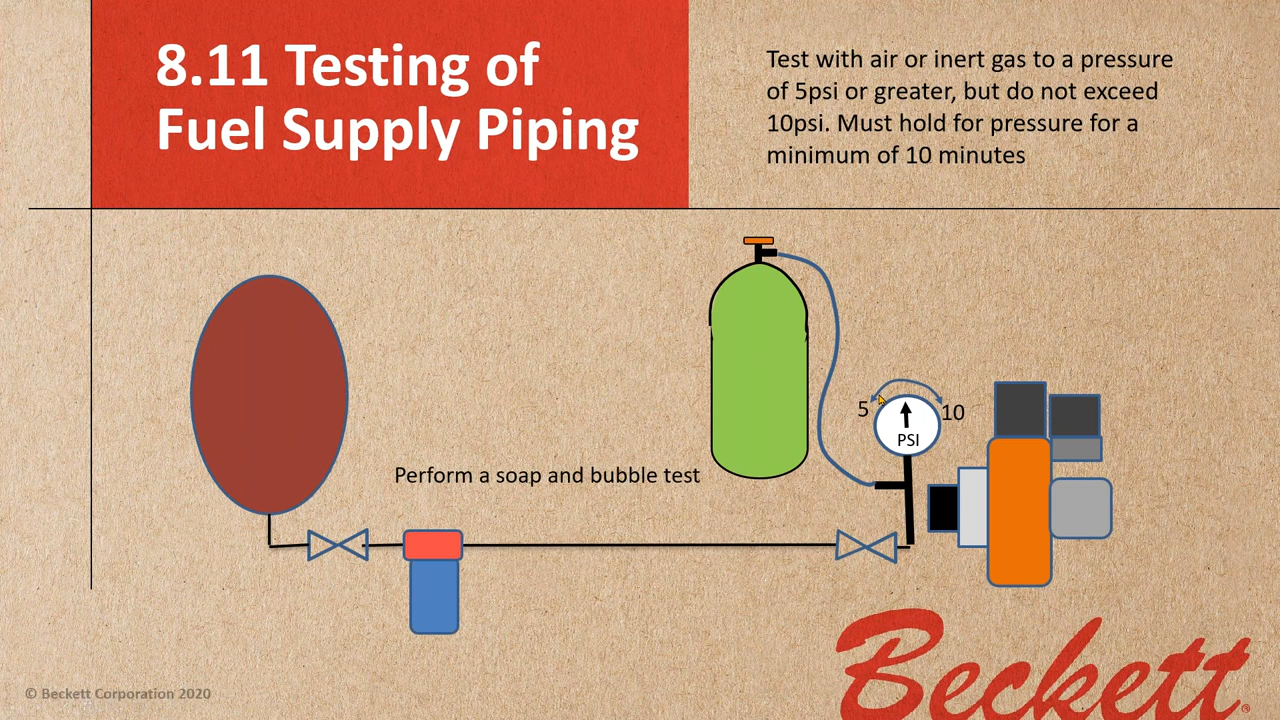 8.11 Testing of
Fuel Supply Piping
Test with air or inert gas to a pressure
of 5psi or greater, but do not exceed
10psi. Must hold for pressure for a
minimum of 10 minutes
5
10
PSI
Perform a soap and bubble test
Beckett®
© Beckett Corporation 2020